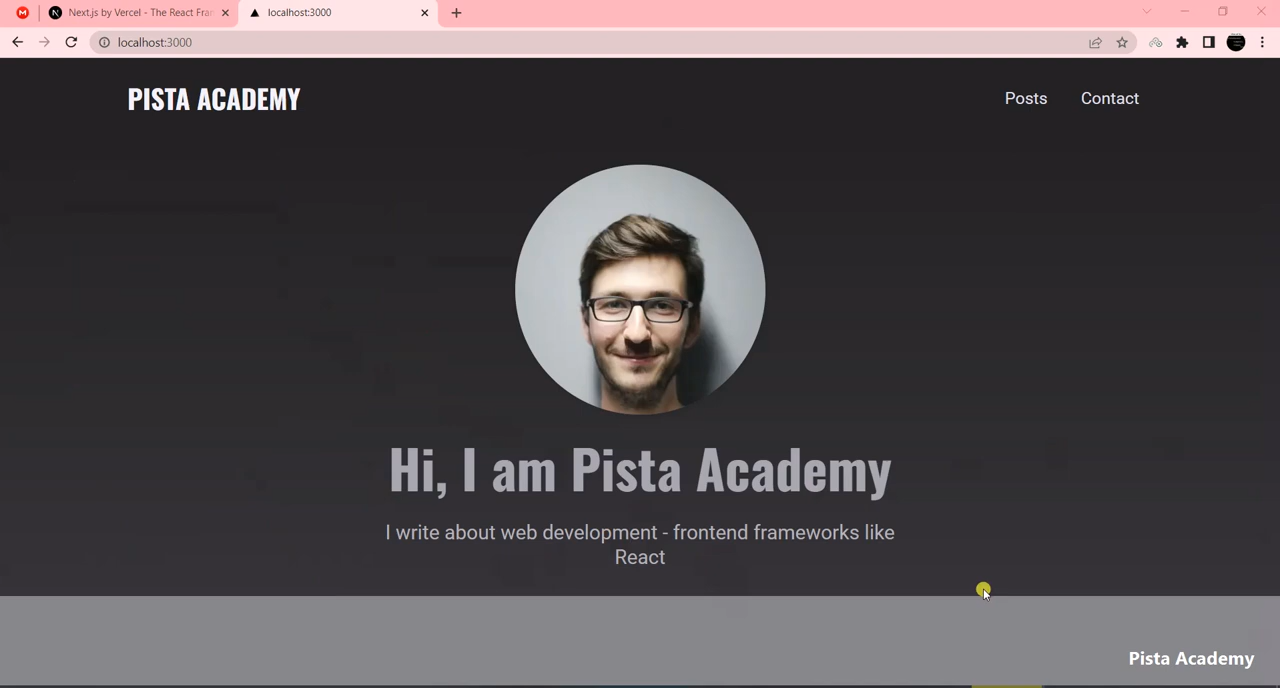 Next.js by Vercel - The React Fra
localhost:3000
localhost:3000
PISTA ACADEMY
Posts
Contact
Hi, I am Pista Academy
I write about web development - frontend frameworks like
React
Pista Academy